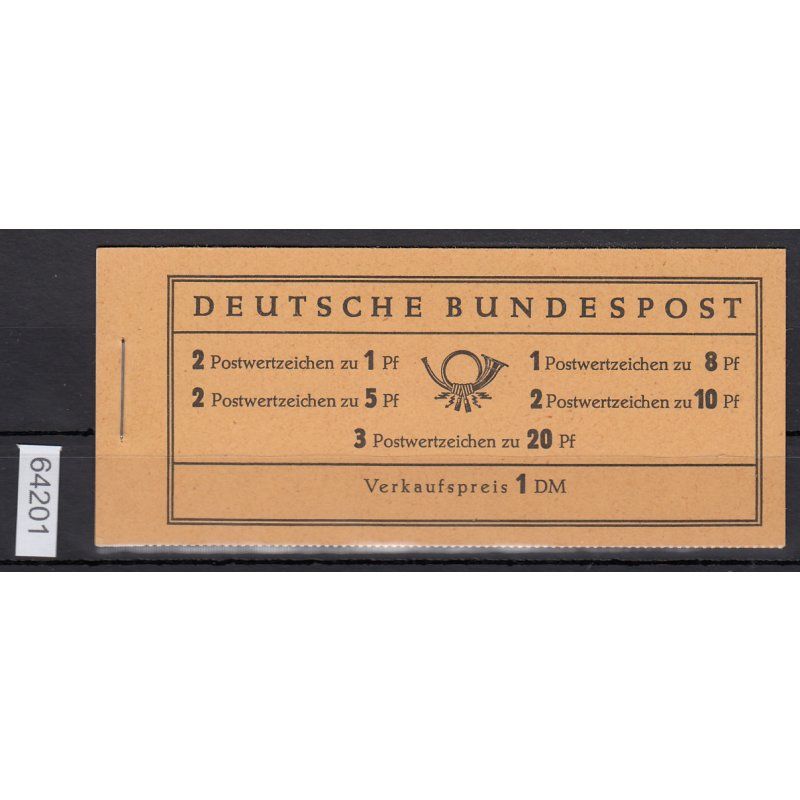 DEUTSCHE BUNDESPOST
2 Postwertzeichen zu 1 Pf
1 Postwertzeichen zu 8 Pf
2 Postwertzeichen zu 5 Pf
2 Postwertzeichen zu 10 Pf
3 Postwertzeichen zu 20 Pf
Verkaufspreis 1 DM
64201